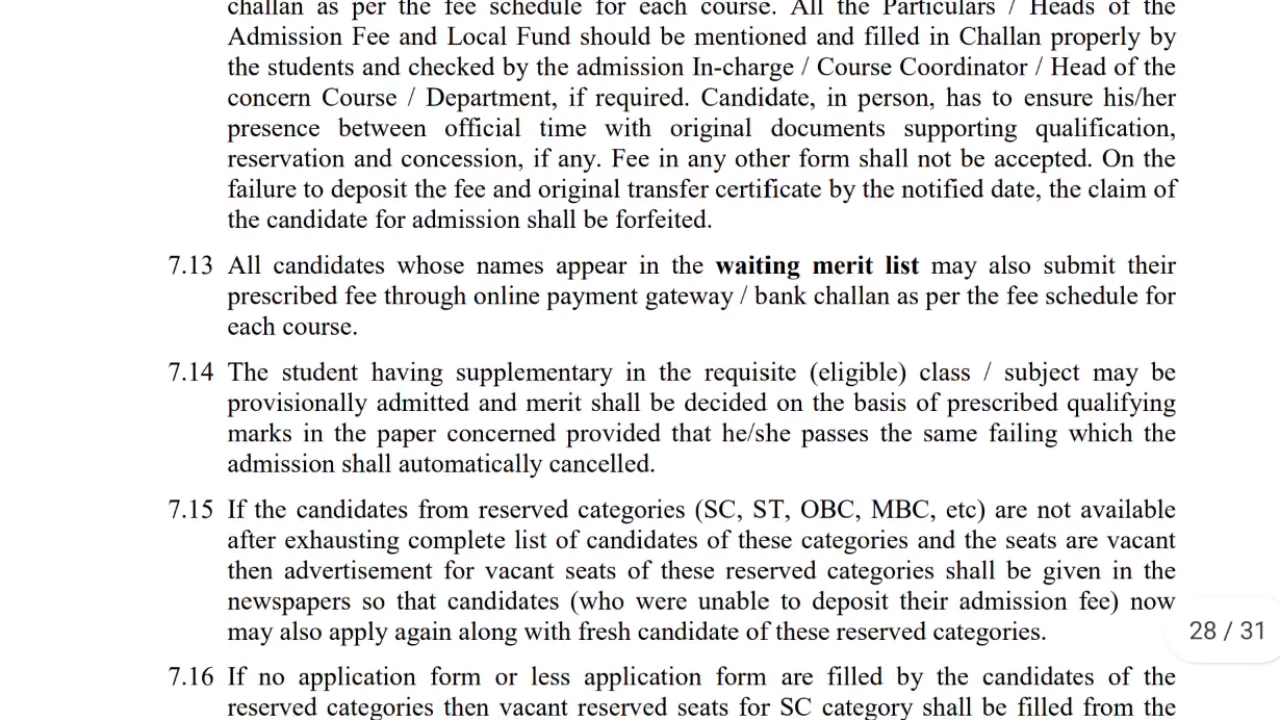 challan as per the fee schedule for each course. All the Particulars / Heads of the
Admission Fee and Local Fund should be mentioned and filled in Challan properly by
the students and checked by the admission In-charge / Course Coordinator / Head of the
concern Course / Department, if required. Candidate, in person, has to ensure his/her
presence between official time with original documents supporting qualification,
reservation and concession, if any. Fee in any other form shall not be accepted. On the
failure to deposit the fee and original transfer certificate by the notified date, the claim of
the candidate for admission shall be forfeited.
7.13 All candidates whose names appear in the waiting merit list may also submit their
prescribed fee through online payment gateway / bank challan as per the fee schedule for
each course.
7.14 The student having supplementary in the requisite (eligible) class / subject may be
provisionally admitted and merit shall be decided on the basis of prescribed qualifying
marks in the paper concerned provided that he/she passes the same failing which the
admission shall automatically cancelled.
7.15 If the candidates from reserved categories (SC, ST, OBC, MBC, etc) are not available
after exhausting complete list of candidates of these categories and the seats are vacant
then advertisement for vacant seats of these reserved categories shall be given in the
newspapers so that candidates (who were unable to deposit their admission fee) now
may also apply again along with fresh candidate of these reserved categories.
28 / 31
7.16 If no application form or less application form are filled by the candidates of the
reserved categories then vacant reserved seats for SC category shall be filled from the